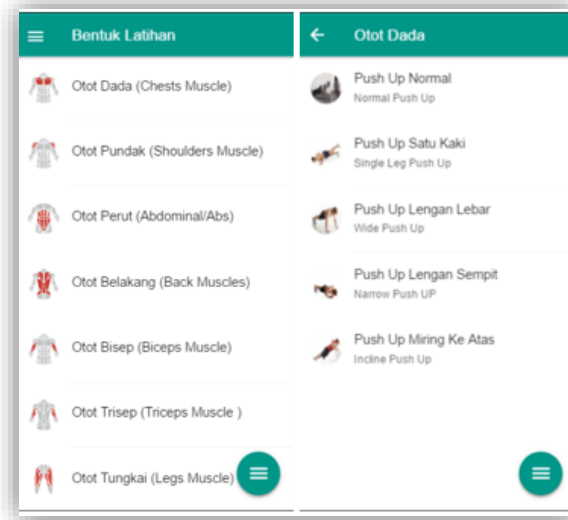 Bentuk Latihan
Otot Dada (Chests Muscle)
Otot Pundak (Shoulders Muscle)
Otot Perut (Abdominal/Abs)
Otot Belakang (Back Muscles)
Otot Bisep (Biceps Muscle)
Otot Trisep (Triceps Muscle )
Otot Tungkai (Legs Muscle)
Otot Dada
Push Up Normal
Normal Push Up
Push Up Satu Kaki
Single Leg Push Up
Push Up Lengan Lebar
Wide Push Up
Push Up Lengan Sempit
Narrow Push UP
Push Up Miring Ke Atas
Incline Push Up